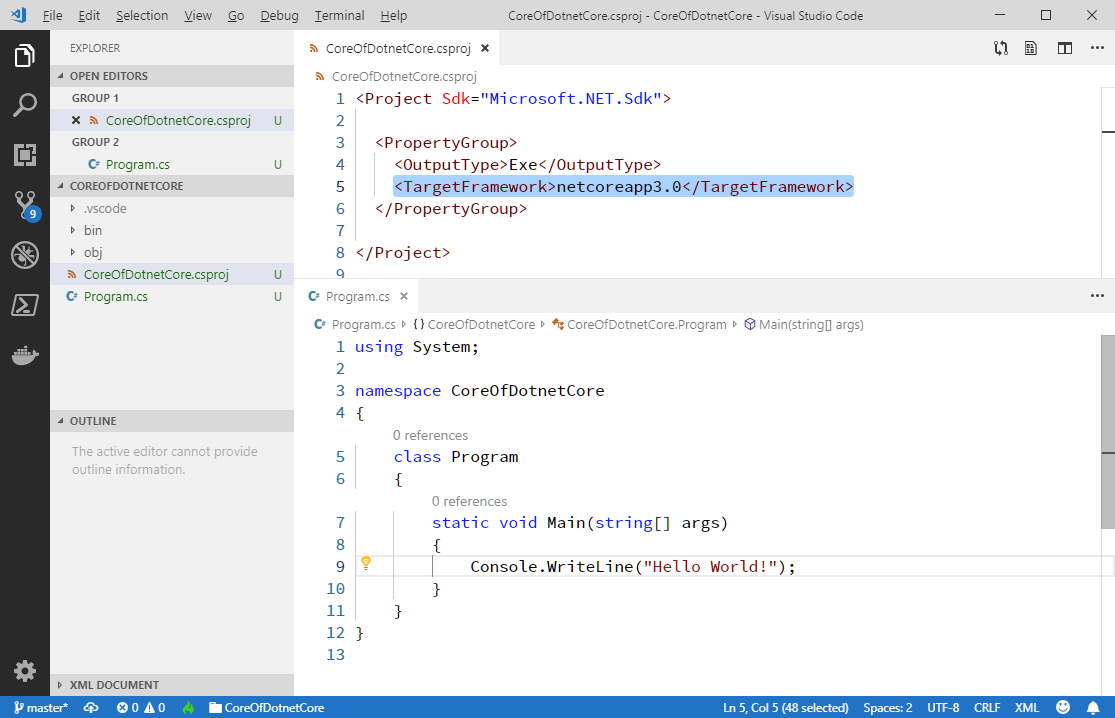 File Edit Selection View Go Debug Terminal Help CoreOfDotnetCore.csproj - CoreOfDotnetCore - Visual Studio Code
EXPLORER
OPEN EDITORS
GROUP 1
CoreOfDotnetCore.csproj U
GROUP 2
C# Program.cs U
COREOFDOTNETCORE
.vscode
bin
obj
CoreOfDotnetCore.csproj U
C# Program.cs U
OUTLINE
The active editor cannot provide
outline information.
XML DOCUMENT
9
CoreOfDotnetCore.csproj
CoreOfDotnetCore.csproj
1 <Project Sdk="Microsoft.NET.Sdk">
2
3 <PropertyGroup>
4 <OutputType>Exe</OutputType>
5 <TargetFramework>netcoreapp3.0</TargetFramework>
6 </PropertyGroup>
7
8 </Project>
9
C# Program.cs
C# Program.cs {} CoreOfDotnetCore CoreOfDotnetCore.Program Main(string[] args)
1 using System;
2
3 namespace CoreOfDotnetCore
4 {
0 references
5 class Program
6 {
0 references
7 static void Main(string[] args)
8 {
9 Console.WriteLine("Hello World!");
10 }
11 }
12 }
13
master* 0 0 CoreOfDotnetCore Ln 5, Col 5 (48 selected) Spaces: 2 UTF-8 CRLF XML